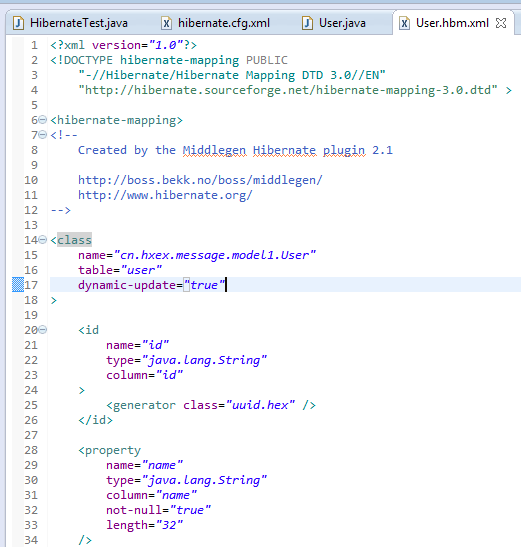 HibernateTest.java hibernate.cfg.xml User.java User.hbm.xml
1 <?xml version="1.0"?>
2 <!DOCTYPE hibernate-mapping PUBLIC
3 "-//Hibernate/Hibernate Mapping DTD 3.0//EN"
4 "http://hibernate.sourceforge.net/hibernate-mapping-3.0.dtd" >
5
6 <hibernate-mapping>
7 <!--
8 Created by the Middlegen Hibernate plugin 2.1
9
10 http://boss.bekk.no/boss/middlegen/
11 http://www.hibernate.org/
12 -->
13
14 <class
15 name="cn.hxex.message.model1.User"
16 table="user"
17 dynamic-update="true"
18 >
19
20 <id
21 name="id"
22 type="java.lang.String"
23 column="id"
24 >
25 <generator class="uuid.hex" />
26 </id>
27
28 <property
29 name="name"
30 type="java.lang.String"
31 column="name"
32 not-null="true"
33 length="32"
34 />